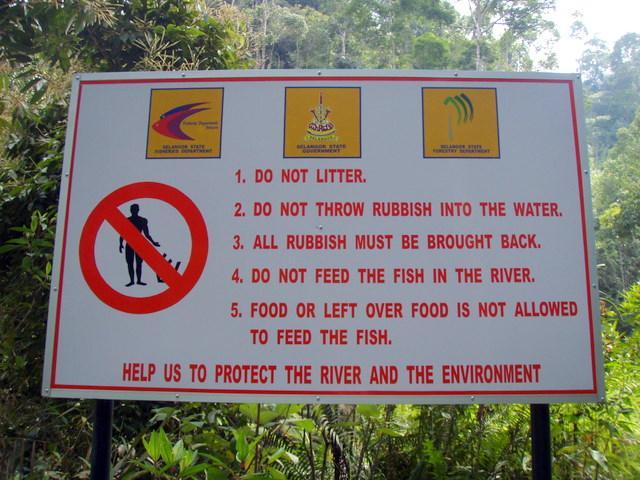 Fisheries Department
SELANGOR STATE
FISHERIES DEPARTMENT
SELANGOR
SELANGOR STATE
GOVERNMENT
SELANGOR STATE
FORESTRY DEPARTMENT
1. DO NOT LITTER.
2. DO NOT THROW RUBBISH INTO THE WATER.
3. ALL RUBBISH MUST BE BROUGHT BACK.
4. DO NOT FEED THE FISH IN THE RIVER.
5. FOOD OR LEFT OVER FOOD IS NOT ALLOWED
TO FEED THE FISH.
HELP US TO PROTECT THE RIVER AND THE ENVIRONMENT